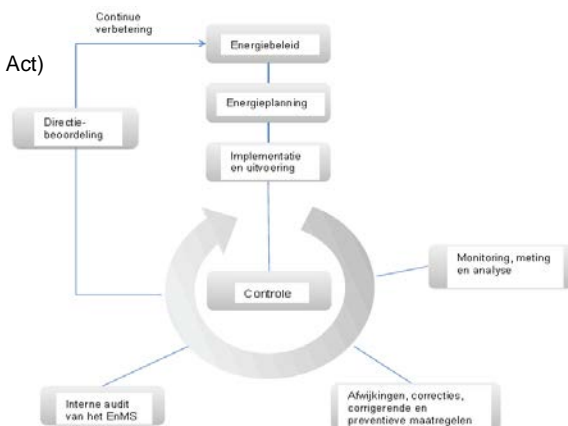 Continue
verbetering
Act)
Energiebeleid
Energieplanning
Directie-
beoordeling
Implementatie
en uitvoering
Monitoring, meting
en analyse
Controle
Interne audit
van het EnMS
Afwijkingen, correcties,
corrigerende en
preventieve maatregelen